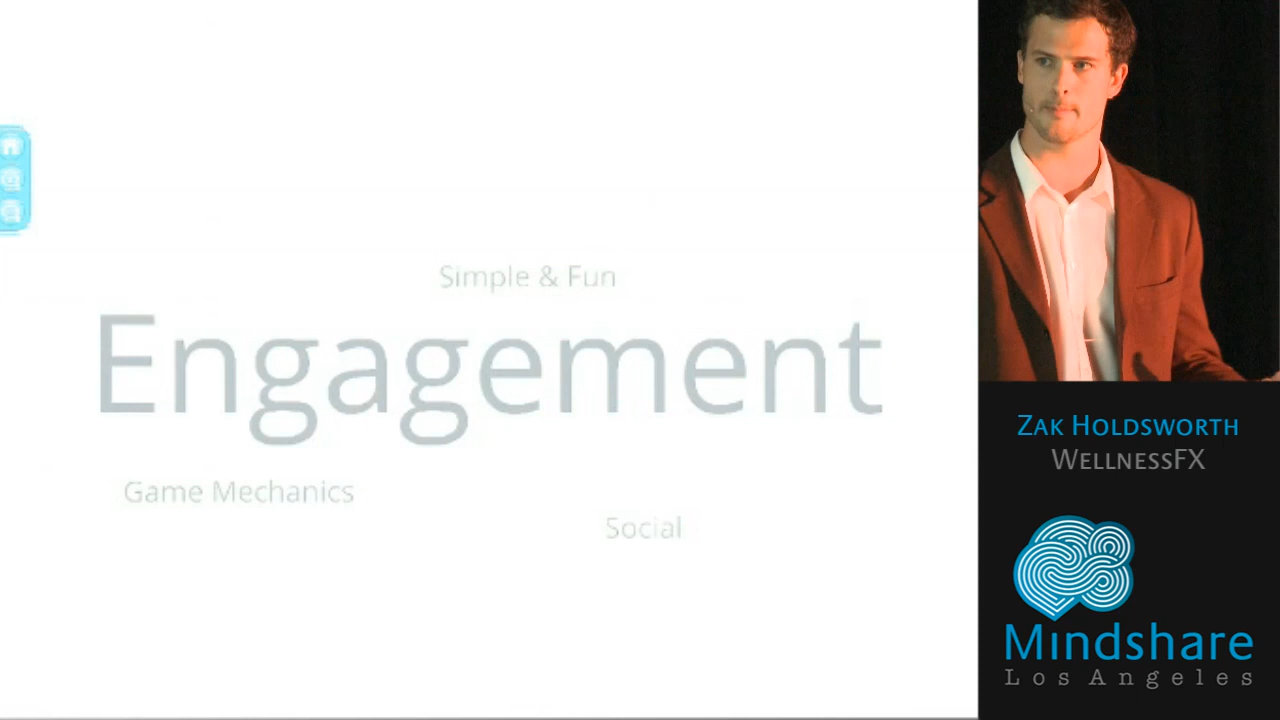 Simple & Fun
Engagement
Game Mechanics
Social
Zak Holdsworth
WellnessFX
Mindshare
Los Angeles